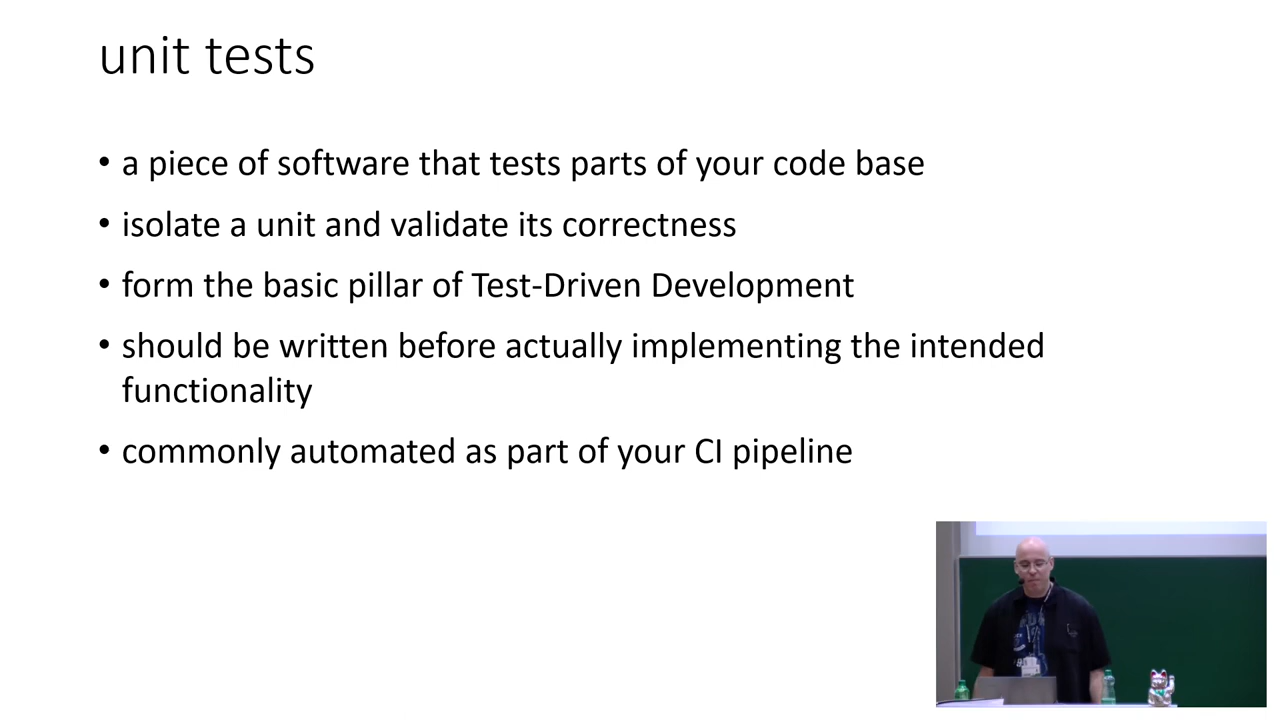 unit tests
• a piece of software that tests parts of your code base
• isolate a unit and validate its correctness
• form the basic pillar of Test-Driven Development
• should be written before actually implementing the intended
functionality
• commonly automated as part of your CI pipeline